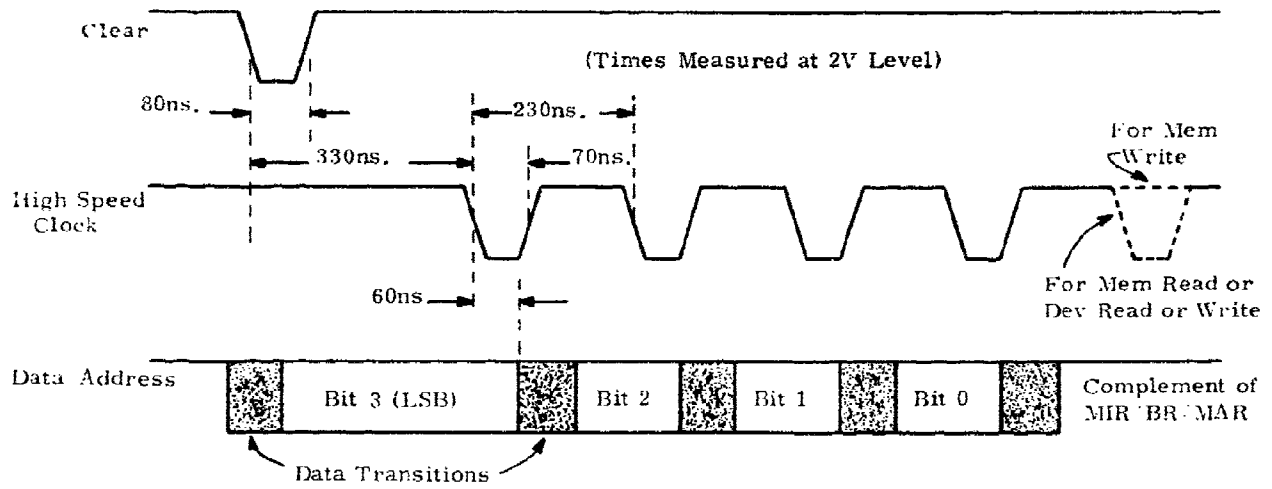 Clear
(Times Measured at 2V Level)
80ns.
230ns.
For Mem
Write
330ns.
70ns.
High Speed
Clock
60ns
For Mem Read or
Dev Read or Write
Data Address
Bit 3 (LSB)
Bit 2
Bit 1
Bit 0
Complement of
MIR BR MAR
Data Transitions